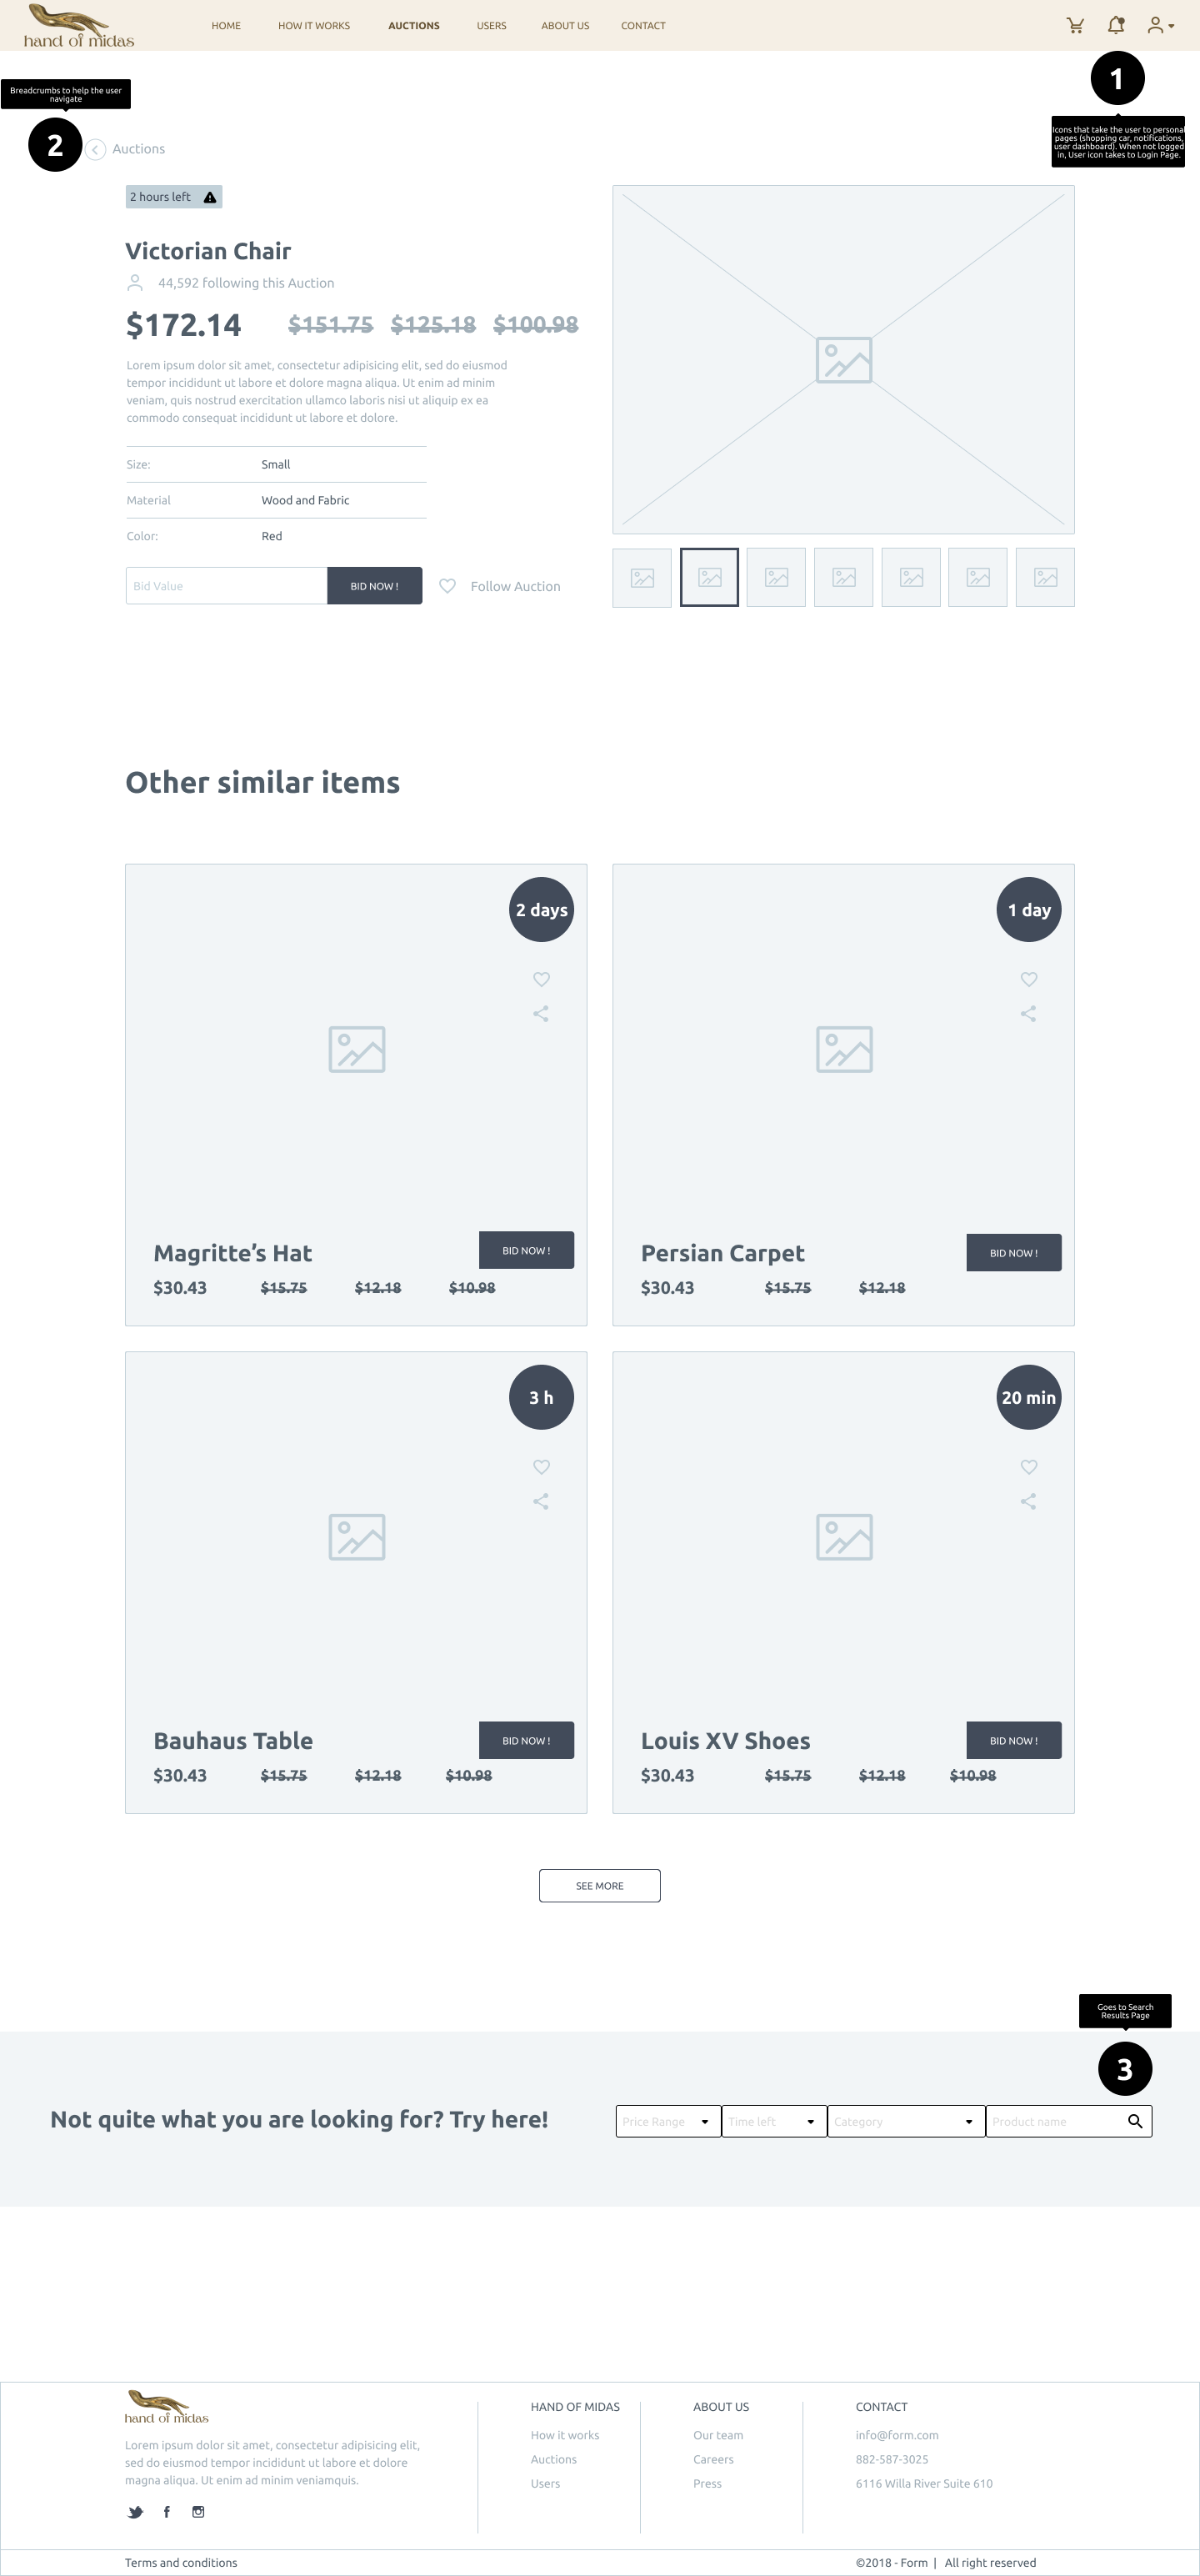 hand of midas
HOME HOW IT WORKS AUCTIONS USERS ABOUT US CONTACT
1
Icons that take the user to personal
pages (shopping car, notifications,
user dashboard). When not logged
in, User icon takes to Login Page.
Breadcrumbs to help the user
navigate
2
Auctions
2 hours left
Victorian Chair
44,592 following this Auction
$172.14 $151.75 $125.18 $100.98
Lorem ipsum dolor sit amet, consectetur adipisicing elit, sed do eiusmod
tempor incididunt ut labore et dolore magna aliqua. Ut enim ad minim
veniam, quis nostrud exercitation ullamco laboris nisi ut aliquip ex ea
commodo consequat incididunt ut labore et dolore.
Size: Small
Material Wood and Fabric
Color: Red
Bid Value BID NOW ! Follow Auction
Other similar items
2 days
Magritte’s Hat BID NOW !
$30.43 $15.75 $12.18 $10.98
1 day
Persian Carpet BID NOW !
$30.43 $15.75 $12.18
3 h
Bauhaus Table BID NOW !
$30.43 $15.75 $12.18 $10.98
20 min
Louis XV Shoes BID NOW !
$30.43 $15.75 $12.18 $10.98
SEE MORE
Goes to Search
Results Page
3
Not quite what you are looking for? Try here!
Price Range Time left Category Product name
hand of midas
Lorem ipsum dolor sit amet, consectetur adipisicing elit,
sed do eiusmod tempor incididunt ut labore et dolore
magna aliqua. Ut enim ad minim veniamquis.
HAND OF MIDAS
How it works
Auctions
Users
ABOUT US
Our team
Careers
Press
CONTACT
info@form.com
882-587-3025
6116 Willa River Suite 610
Terms and conditions
©2018 - Form | All right reserved